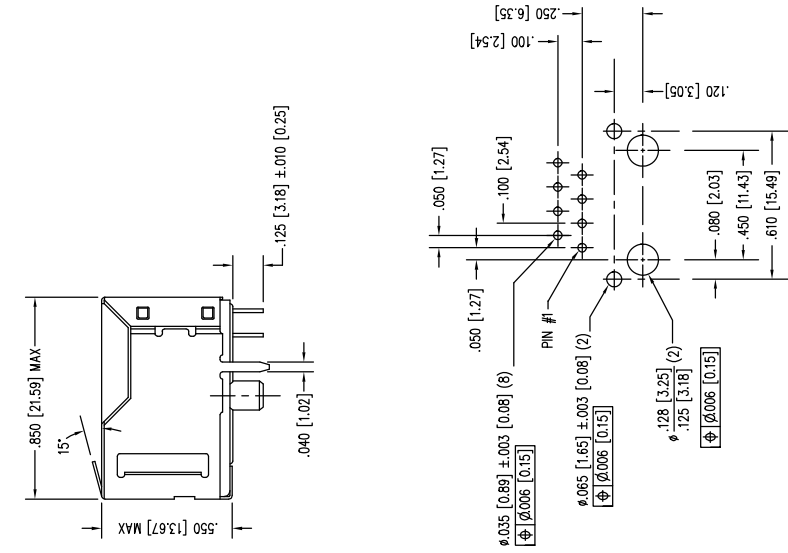 .250 [6.35]
.100 [2.54]
.120 [3.05]
.125 [3.18] ±.010 [0.25]
.050 [1.27]
.100 [2.54]
.080 [2.03]
.450 [11.43]
.610 [15.49]
.050 [1.27]
PIN #1
.850 [21.59] MAX
15°
.040 [1.02]
.550 [13.67] MAX
ø.035 [0.89] ±.003 [0.08] (8)
⌖ Ø.006 [0.15]
ø.065 [1.65] ±.003 [0.08] (2)
⌖ Ø.006 [0.15]
ø .128 [3.25] (2)
.125 [3.18]
⌖ Ø.006 [0.15]